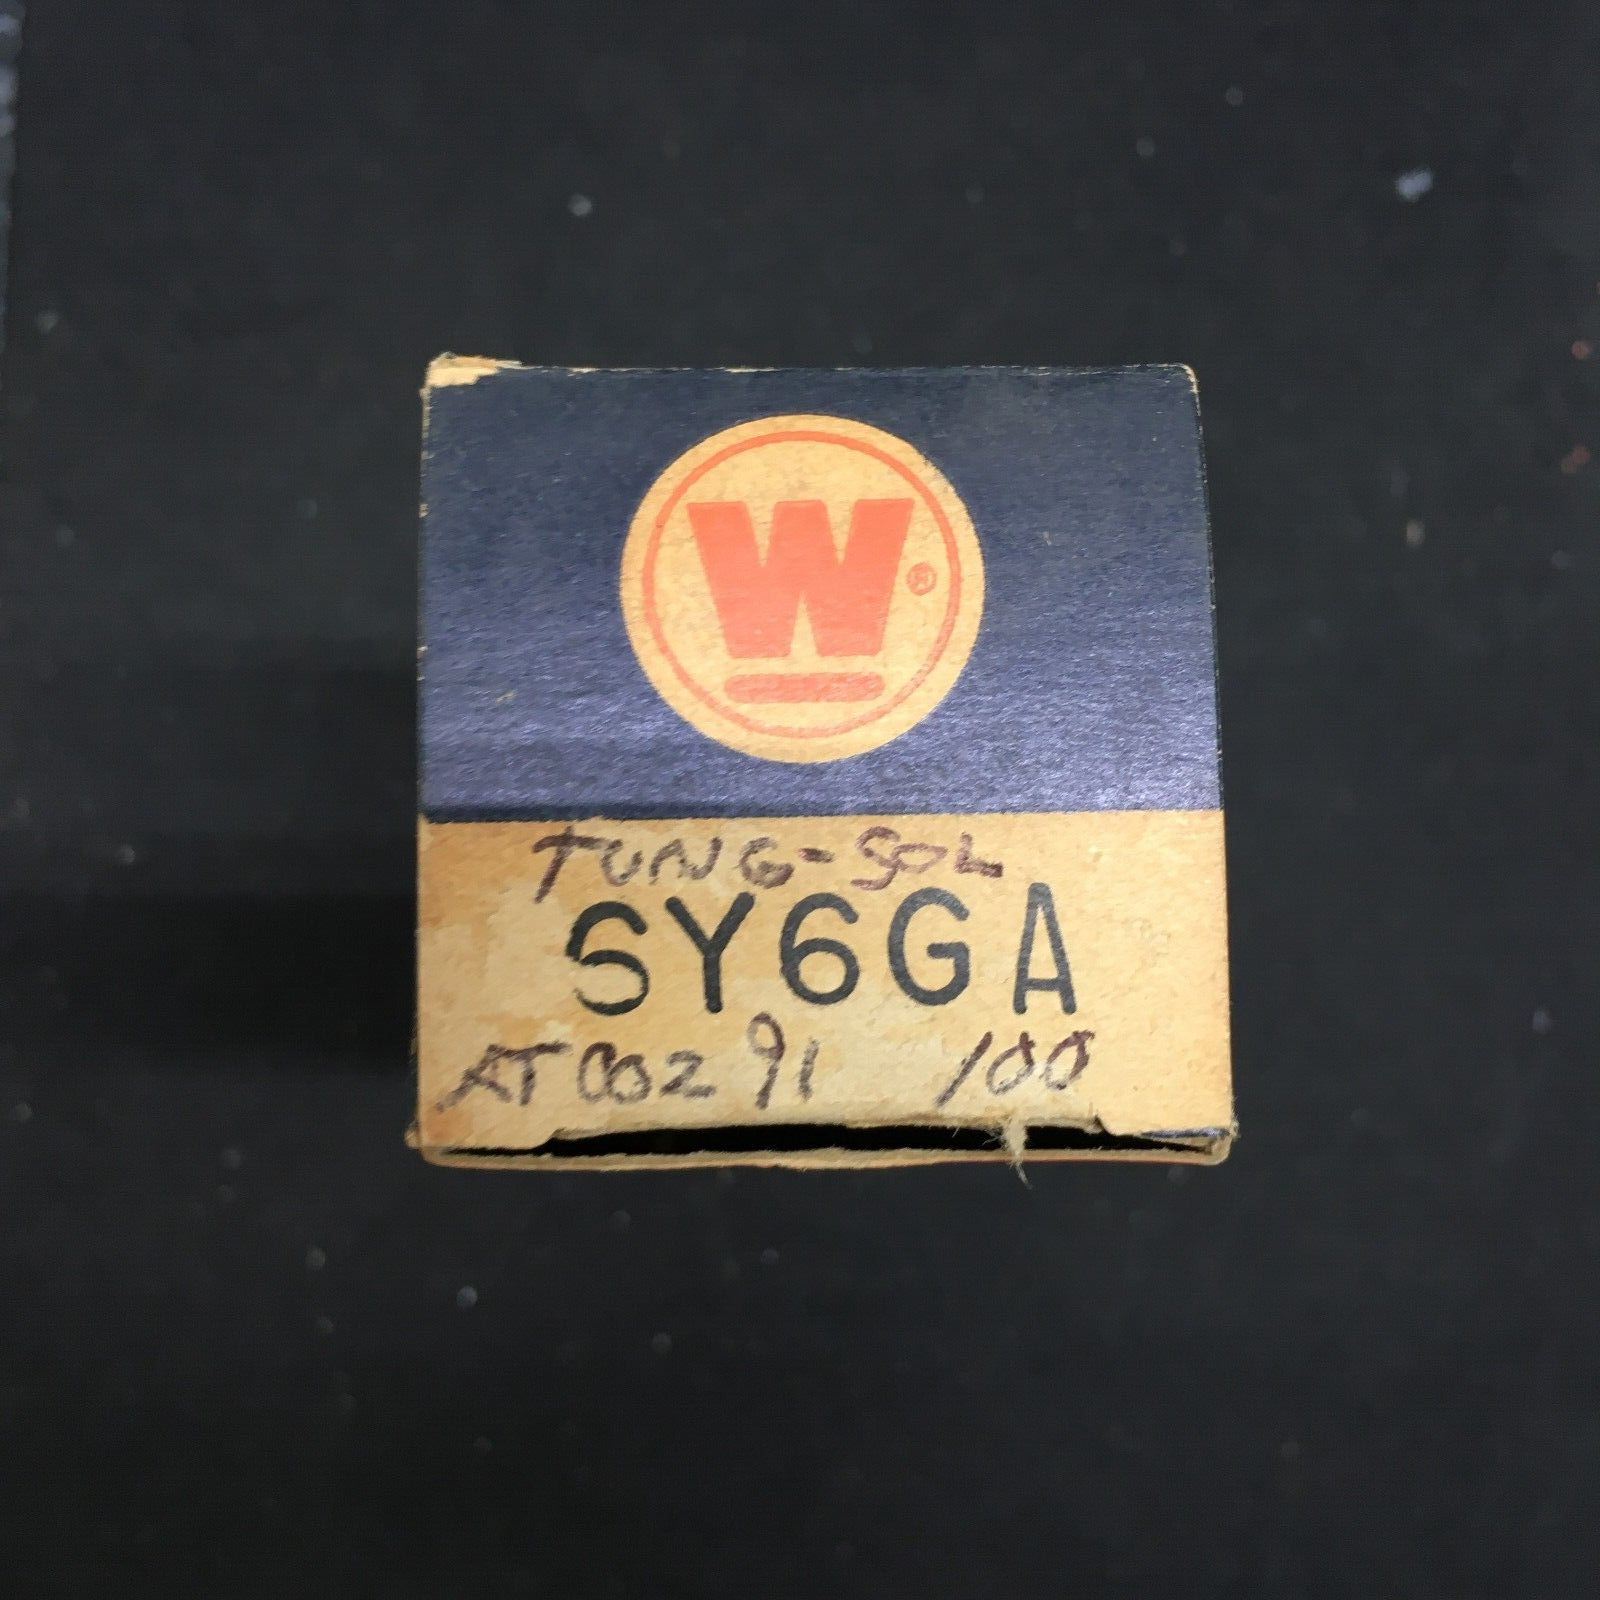 W®
TUNG-SOL
6Y6GA
AT 002 91 100